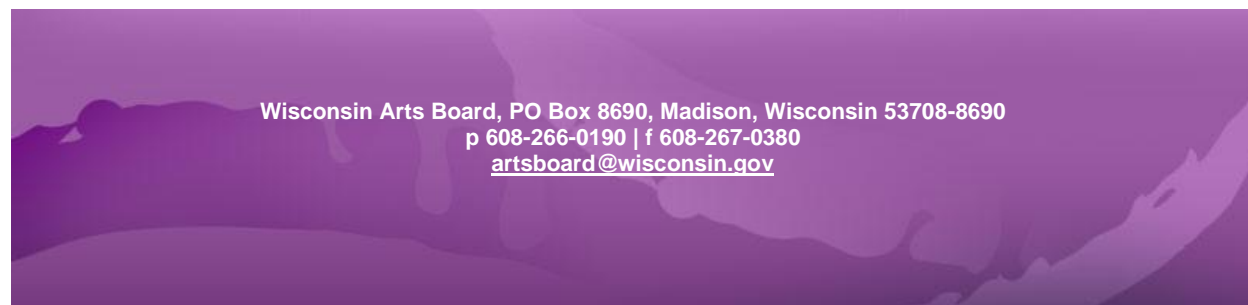 Wisconsin Arts Board, PO Box 8690, Madison, Wisconsin 53708-8690
p 608-266-0190 | f 608-267-0380
artsboard@wisconsin.gov